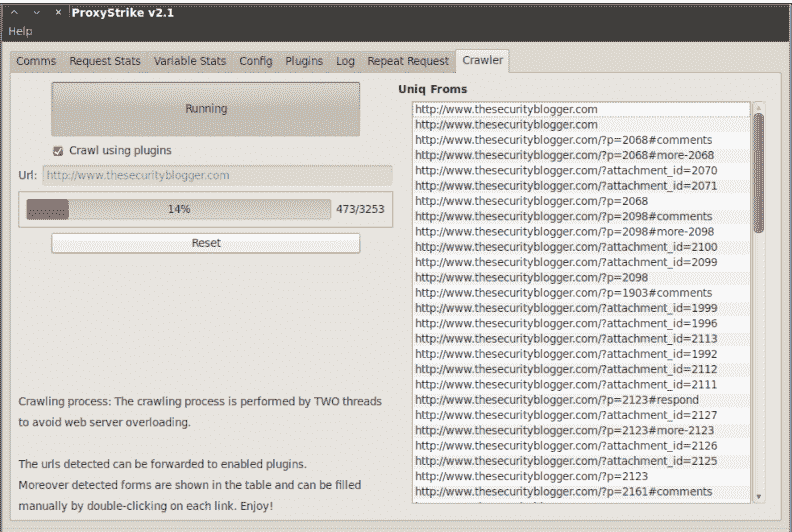 ProxyStrike v2.1
Help
Comms Request Stats Variable Stats Config Plugins Log Repeat Request Crawler
Running
Crawl using plugins
Url: http://www.thesecurityblogger.com
14% 473/3253
Reset
Crawling process: The crawling process is performed by TWO threads
to avoid web server overloading.
The urls detected can be forwarded to enabled plugins.
Moreover detected forms are shown in the table and can be filled
manually by double-clicking on each link. Enjoy!
Uniq Froms
http://www.thesecurityblogger.com
http://www.thesecurityblogger.com
http://www.thesecurityblogger.com/?p=2068#comments
http://www.thesecurityblogger.com/?p=2068#more-2068
http://www.thesecurityblogger.com/?attachment_id=2070
http://www.thesecurityblogger.com/?attachment_id=2071
http://www.thesecurityblogger.com/?p=2068
http://www.thesecurityblogger.com/?p=2098#comments
http://www.thesecurityblogger.com/?p=2098#more-2098
http://www.thesecurityblogger.com/?attachment_id=2100
http://www.thesecurityblogger.com/?attachment_id=2099
http://www.thesecurityblogger.com/?p=2098
http://www.thesecurityblogger.com/?p=1903#comments
http://www.thesecurityblogger.com/?attachment_id=1999
http://www.thesecurityblogger.com/?attachment_id=1996
http://www.thesecurityblogger.com/?attachment_id=2113
http://www.thesecurityblogger.com/?attachment_id=1992
http://www.thesecurityblogger.com/?attachment_id=2112
http://www.thesecurityblogger.com/?attachment_id=2111
http://www.thesecurityblogger.com/?p=2123#respond
http://www.thesecurityblogger.com/?attachment_id=2127
http://www.thesecurityblogger.com/?p=2123#more-2123
http://www.thesecurityblogger.com/?attachment_id=2126
http://www.thesecurityblogger.com/?attachment_id=2125
http://www.thesecurityblogger.com/?p=2123
http://www.thesecurityblogger.com/?p=2161#comments